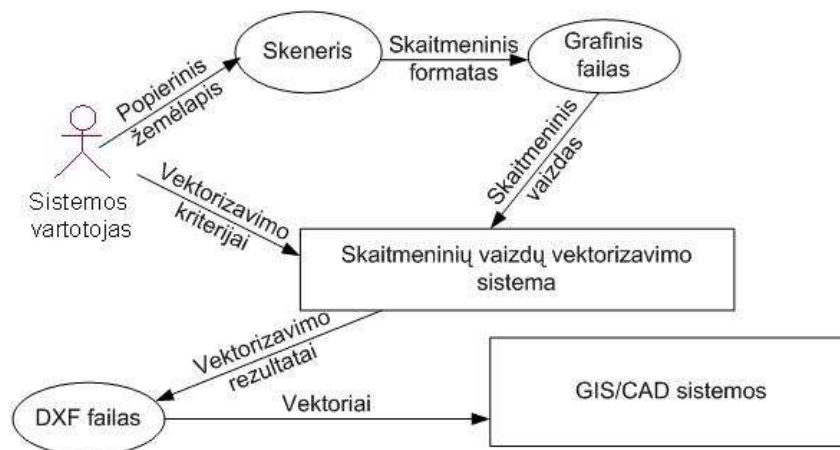 Skeneris
Skaitmeninis
formatas
Grafinis
failas
Popierinis
žemėlapis
Skaitmeninis
vaizdas
Sistemos
vartotojas
Vektorizavimo
kriterijai
Skaitmeninių vaizdų vektorizavimo
sistema
Vektorizavimo
rezultatai
GIS/CAD sistemos
DXF failas
Vektoriai